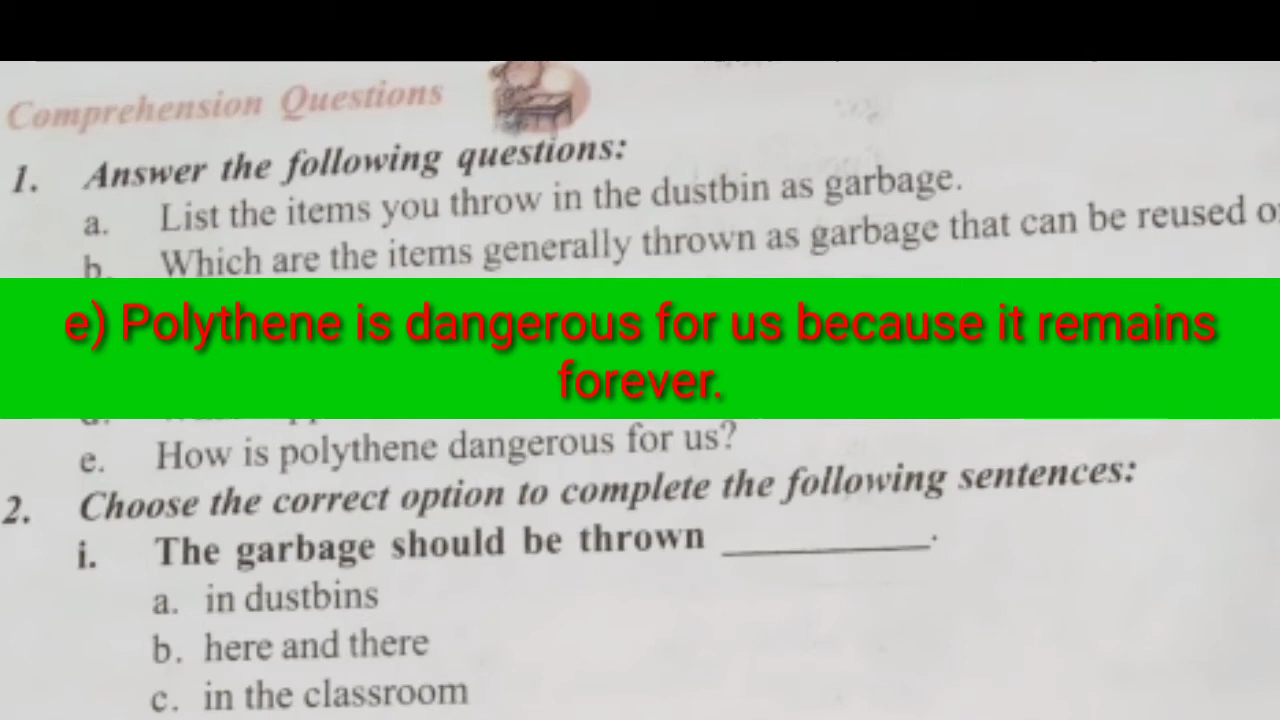 Comprehension Questions
1. Answer the following questions:
a. List the items you throw in the dustbin as garbage.
b. Which are the items generally thrown as garbage that can be reused
e) Polythene is dangerous for us because it remains
forever.
e. How is polythene dangerous for us?
2. Choose the correct option to complete the following sentences:
i. The garbage should be thrown __________.
a. in dustbins
b. here and there
c. in the classroom